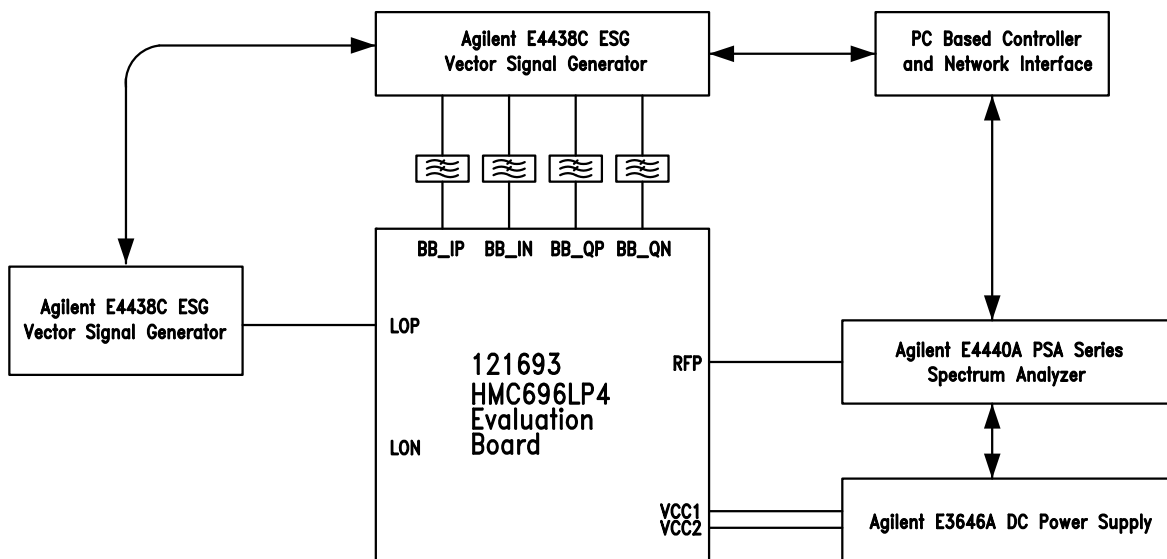 Agilent E4438C ESG
Vector Signal Generator
PC Based Controller
and Network Interface
BB_IP BB_IN BB_QP BB_QN
Agilent E4438C ESG
Vector Signal Generator
LOP
RFP
Agilent E4440A PSA Series
Spectrum Analyzer
121693
HMC696LP4
Evaluation
Board
LON
VCC1
VCC2
Agilent E3646A DC Power Supply